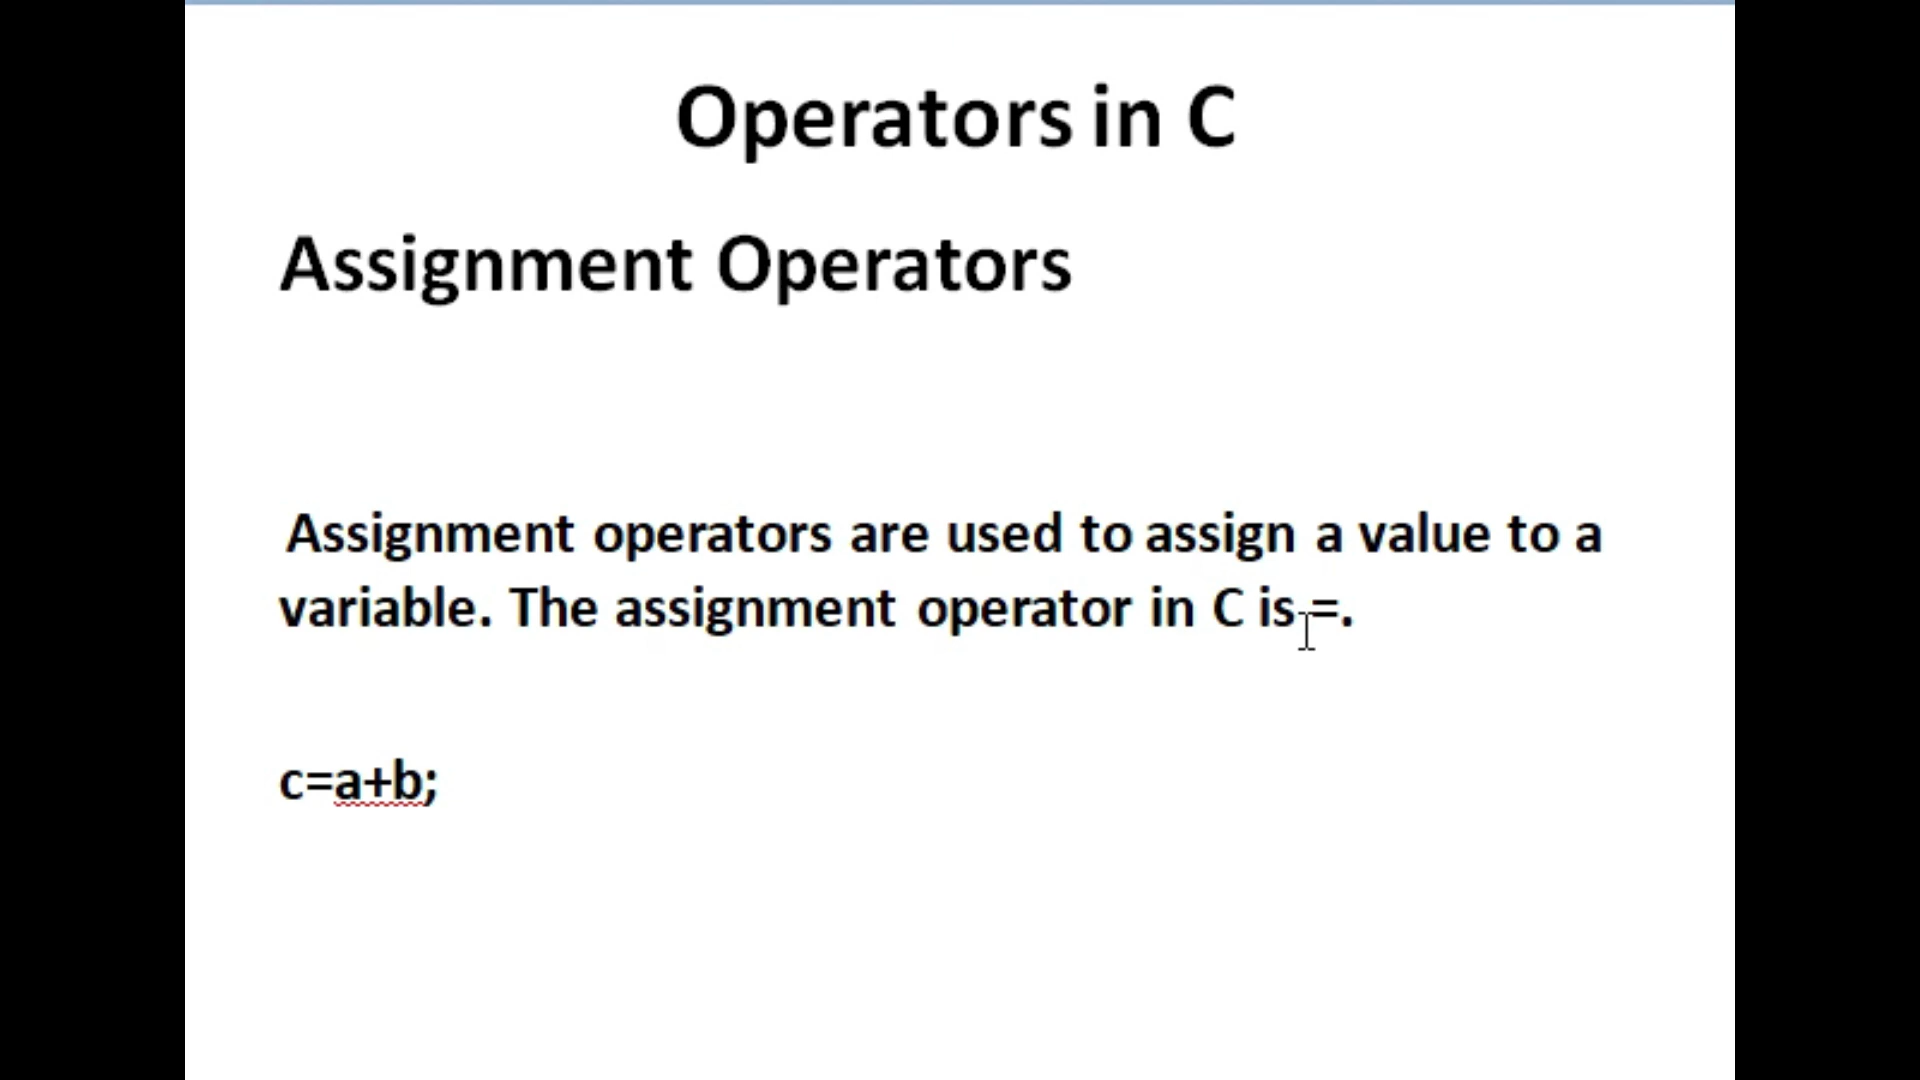 Operators in C
Assignment Operators
Assignment operators are used to assign a value to a
variable. The assignment operator in C is =.
c=a+b;